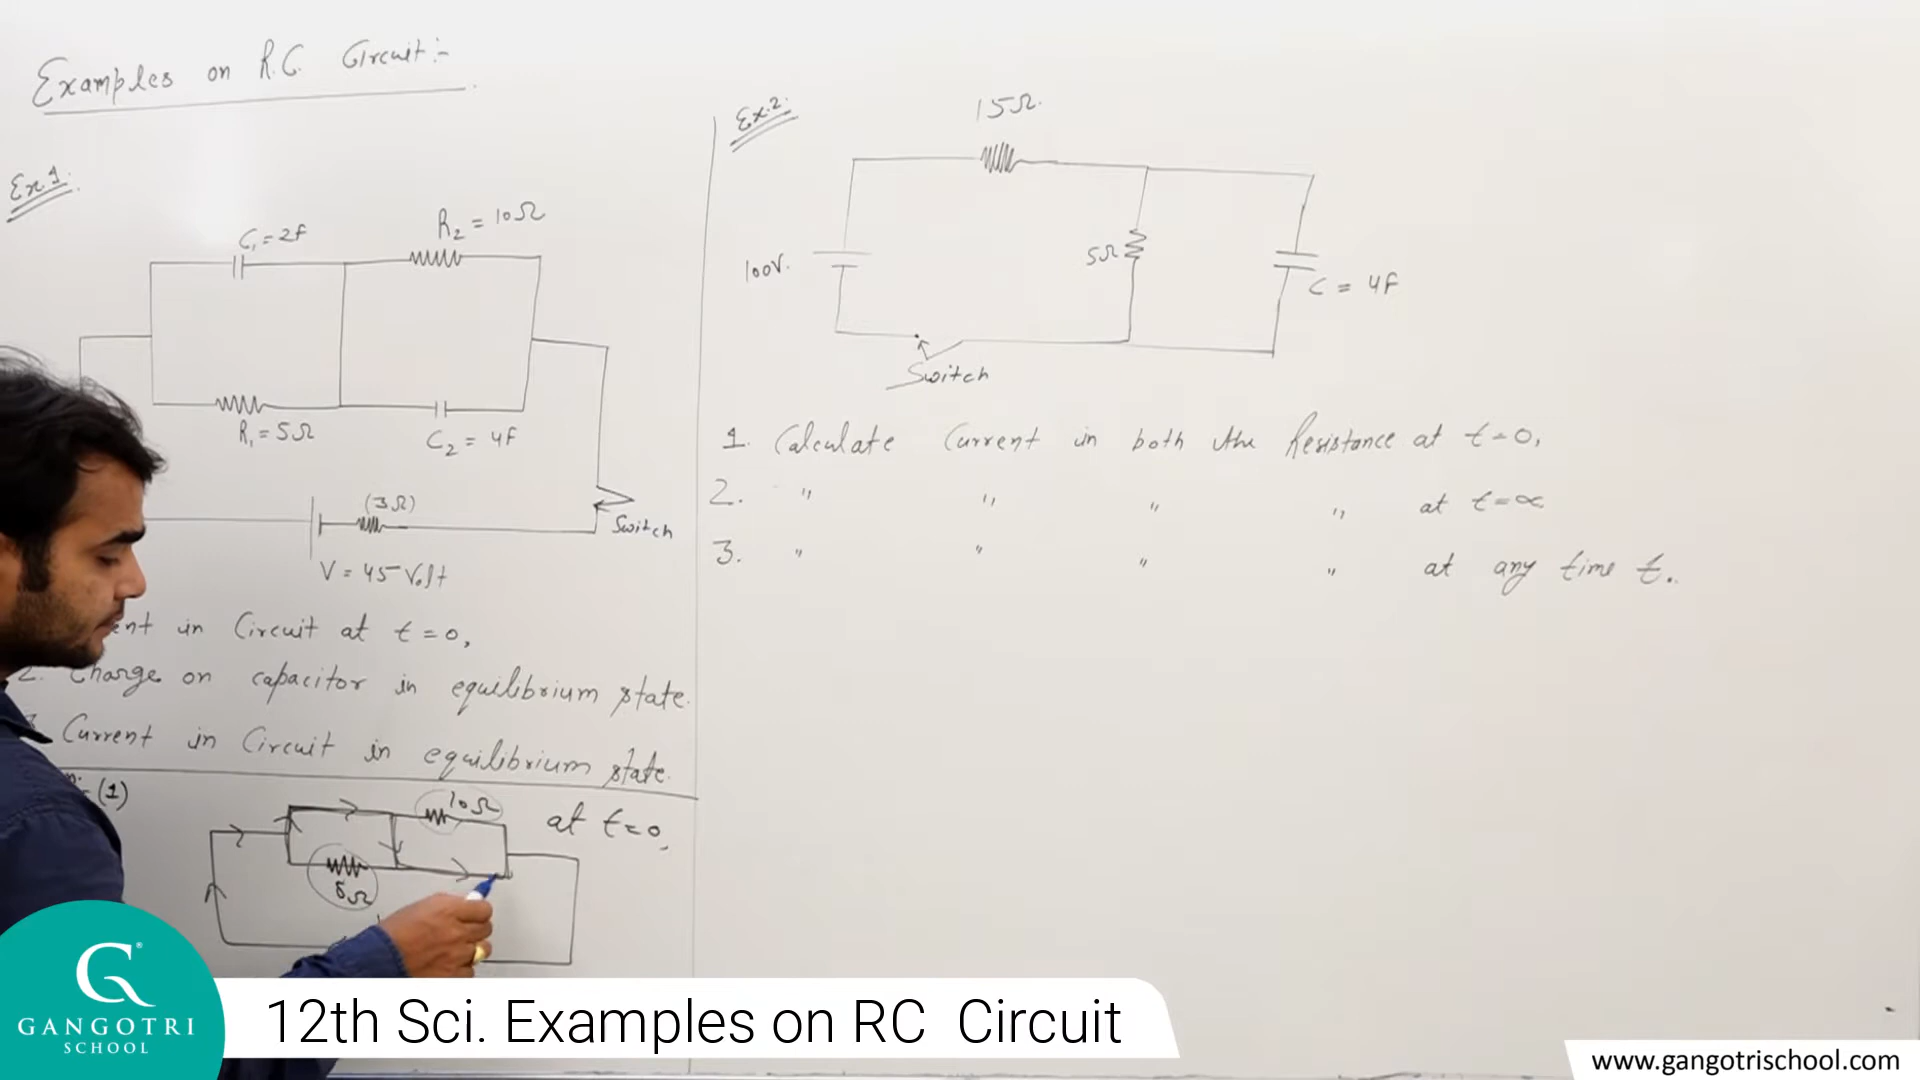 Examples on R.C. Circuit:-
Ex.1.
C₁=2F
R₂ = 10Ω
R₁ = 5Ω
C₂ = 4F
(3Ω)
Switch
V = 45 Volt
in Circuit at t=0,
2. Charge on capacitor in equilibrium state.
Current in Circuit in equilibrium state.
(1)
10Ω
5Ω
at t=0,
Ex.2.
15Ω.
100V.
5Ω
C = 4F
Switch
1. Calculate Current in both the Resistance at t=0,
2. " " " " at t=∝
3. " " " " at any time t.
GANGOTRI
SCHOOL
12th Sci. Examples on RC Circuit
www.gangotrischool.com